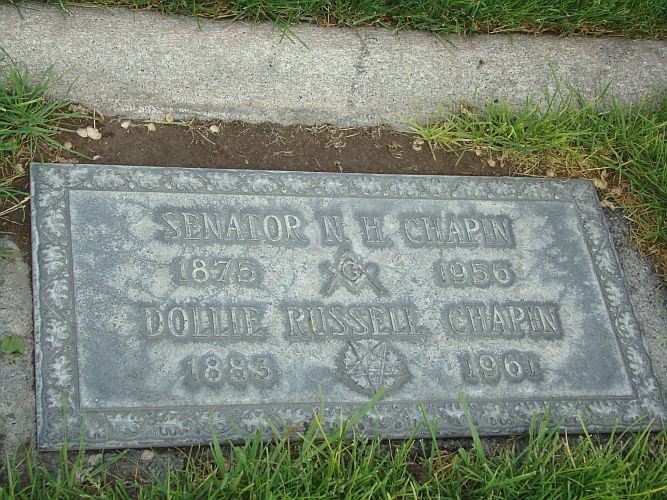 SENATOR N. H. CHAPIN
1875 G 1956
DOLLIE RUSSELL CHAPIN
1883 1961